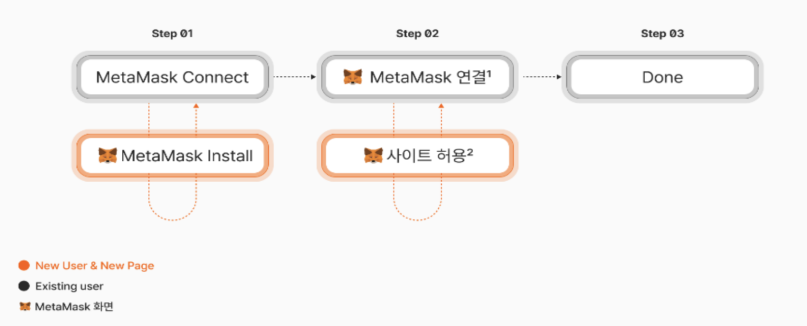 Step 01
Step 02
Step 03
MetaMask Connect
MetaMask 연결¹
Done
MetaMask Install
사이트 허용²
New User & New Page
Existing user
MetaMask 화면